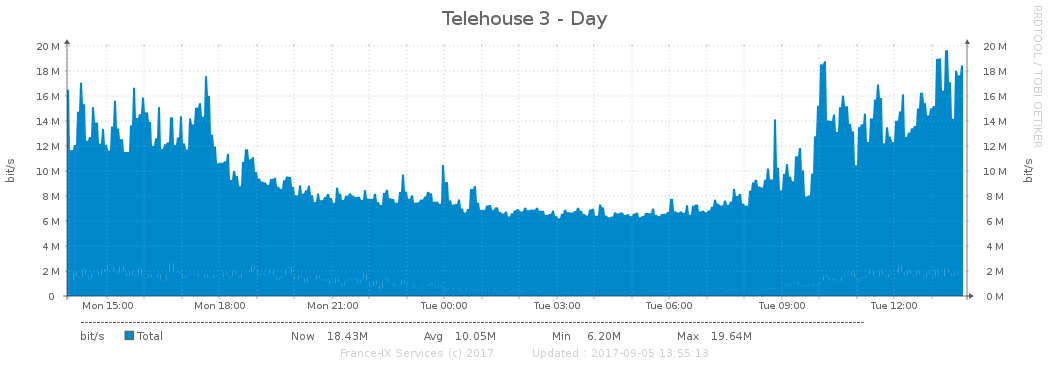 Telehouse 3 - Day
RRDTOOL / TOBI OETIKER
bit/s
20 M 20 M
18 M 18 M
16 M 16 M
14 M 14 M
12 M 12 M
10 M 10 M
8 M 8 M
6 M 6 M
4 M 4 M
2 M 2 M
0 0 M
bit/s
Mon 15:00 Mon 18:00 Mon 21:00 Tue 00:00 Tue 03:00 Tue 06:00 Tue 09:00 Tue 12:00
bit/s Total Now 18.43M Avg 10.05M Min 6.20M Max 19.64M
France-IX Services (c) 2017 Updated : 2017-09-05 13:55:13